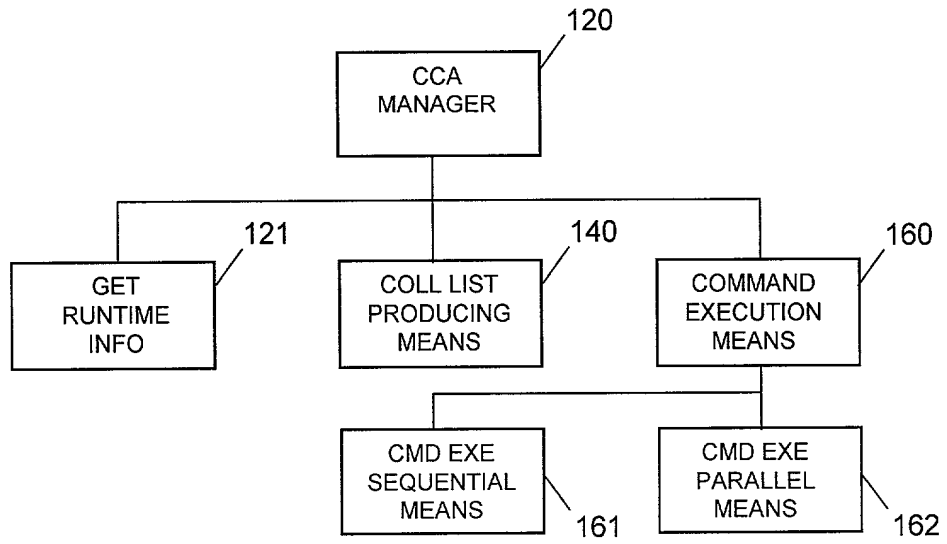 120
CCA
MANAGER
121
140
160
GET
RUNTIME
INFO
COLL LIST
PRODUCING
MEANS
COMMAND
EXECUTION
MEANS
CMD EXE
SEQUENTIAL
MEANS
161
CMD EXE
PARALLEL
MEANS
162